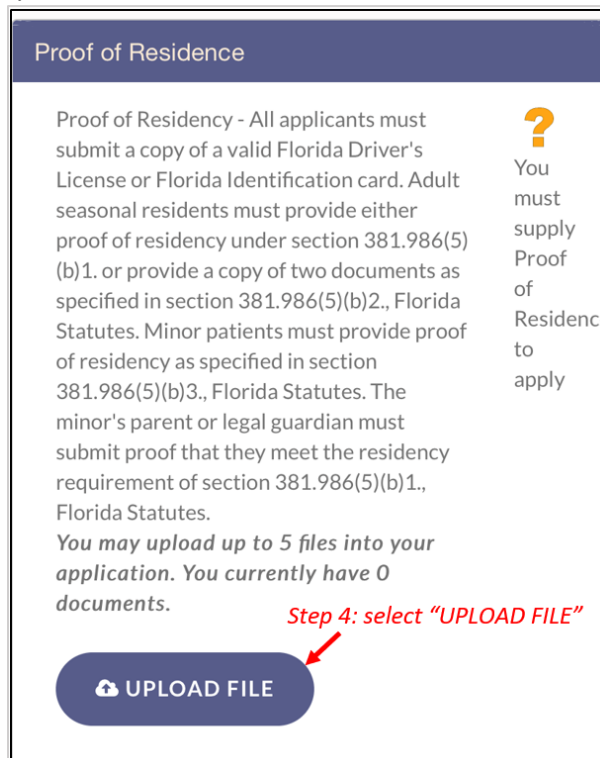 Proof of Residence
Proof of Residency - All applicants must
submit a copy of a valid Florida Driver's
License or Florida Identification card. Adult
seasonal residents must provide either
proof of residency under section 381.986(5)
(b)1. or provide a copy of two documents as
specified in section 381.986(5)(b)2., Florida
Statutes. Minor patients must provide proof
of residency as specified in section
381.986(5)(b)3., Florida Statutes. The
minor's parent or legal guardian must
submit proof that they meet the residency
requirement of section 381.986(5)(b)1.,
Florida Statutes.
You may upload up to 5 files into your
application. You currently have 0
documents.
?
You
must
supply
Proof
of
Residenc
to
apply
Step 4: select “UPLOAD FILE”
UPLOAD FILE